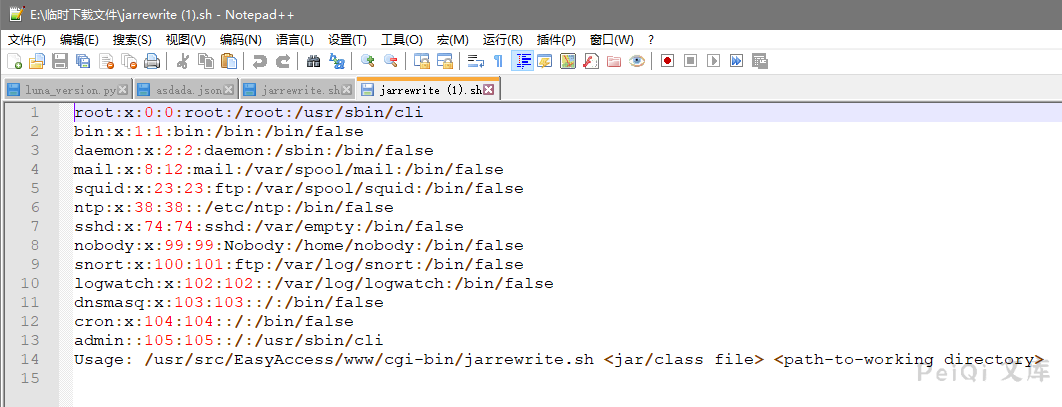 E:\临时下载文件\jarrewrite (1).sh - Notepad++
文件(F) 编辑(E) 搜索(S) 视图(V) 编码(N) 语言(L) 设置(T) 工具(O) 宏(M) 运行(R) 插件(P) 窗口(W) ?
luna_version.py asdada.json jarrewrite.sh jarrewrite (1).sh
1 root:x:0:0:root:/root:/usr/sbin/cli
2 bin:x:1:1:bin:/bin:/bin/false
3 daemon:x:2:2:daemon:/sbin:/bin/false
4 mail:x:8:12:mail:/var/spool/mail:/bin/false
5 squid:x:23:23:ftp:/var/spool/squid:/bin/false
6 ntp:x:38:38::/etc/ntp:/bin/false
7 sshd:x:74:74:sshd:/var/empty:/bin/false
8 nobody:x:99:99:Nobody:/home/nobody:/bin/false
9 snort:x:100:101:ftp:/var/log/snort:/bin/false
10 logwatch:x:102:102::/var/log/logwatch:/bin/false
11 dnsmasq:x:103:103::/:/bin/false
12 cron:x:104:104::/:/bin/false
13 admin::105:105::/:/usr/sbin/cli
14 Usage: /usr/src/EasyAccess/www/cgi-bin/jarrewrite.sh <jar/class file> <path-to-working directory>
15
PeiQi 文库